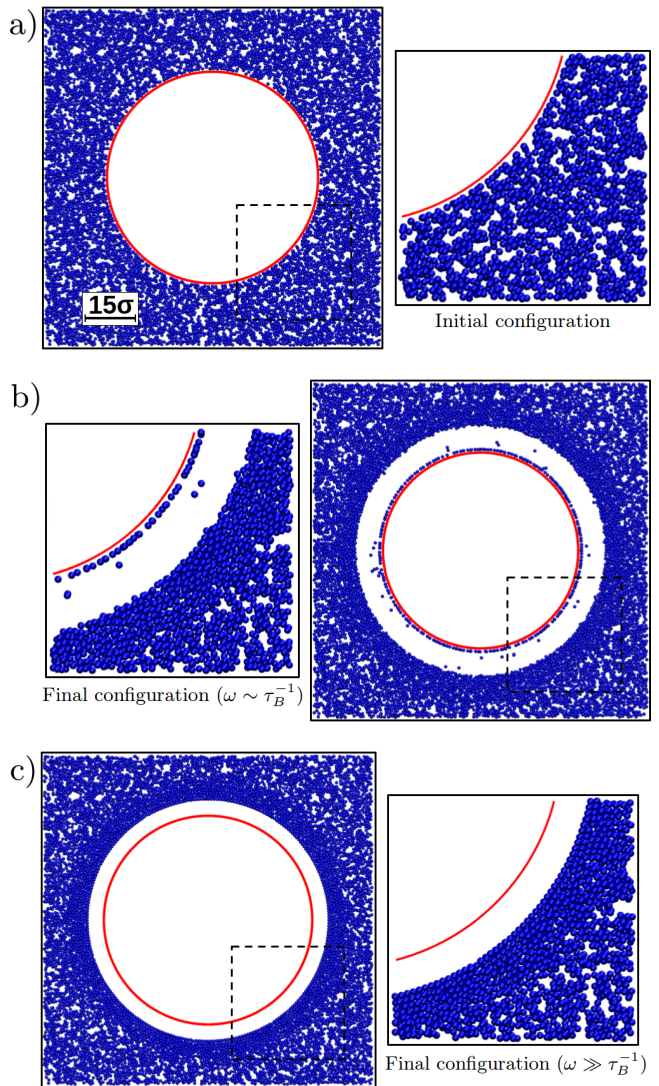 a)
15σ
Initial configuration
b)
Final configuration (ω ∼ τ_B^{-1})
c)
Final configuration (ω ≫ τ_B^{-1})